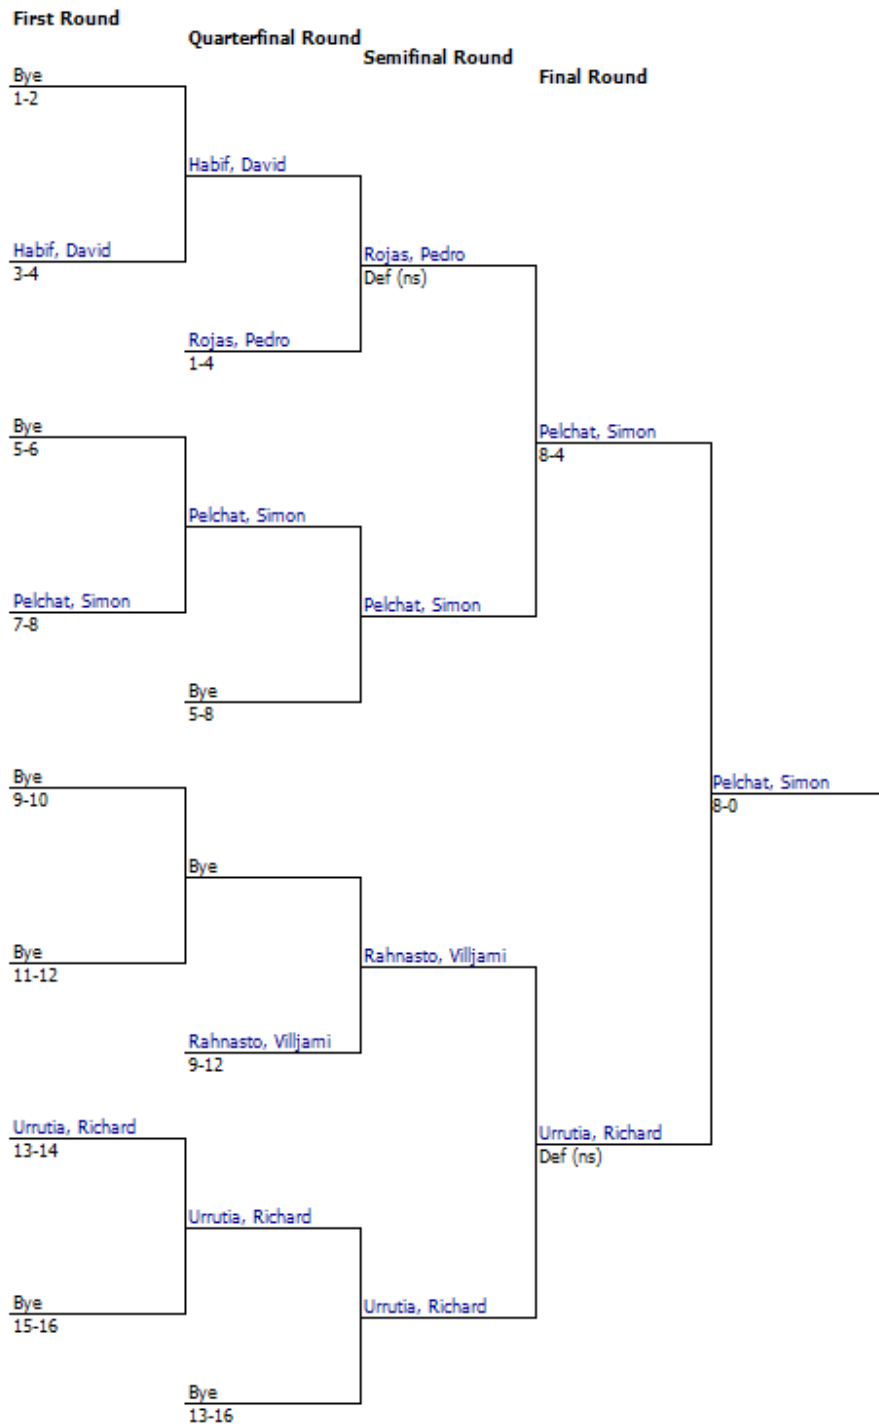 First Round
Quarterfinal Round
Semifinal Round
Final Round
Bye
1-2
Habif, David
Habif, David
3-4
Rojas, Pedro
Def (ns)
Rojas, Pedro
1-4
Bye
5-6
Pelchat, Simon
8-4
Pelchat, Simon
Pelchat, Simon
7-8
Pelchat, Simon
Bye
5-8
Bye
9-10
Pelchat, Simon
8-0
Bye
Bye
11-12
Rahnasto, Villjami
Rahnasto, Villjami
9-12
Urrutia, Richard
13-14
Urrutia, Richard
Def (ns)
Urrutia, Richard
Bye
15-16
Urrutia, Richard
Bye
13-16